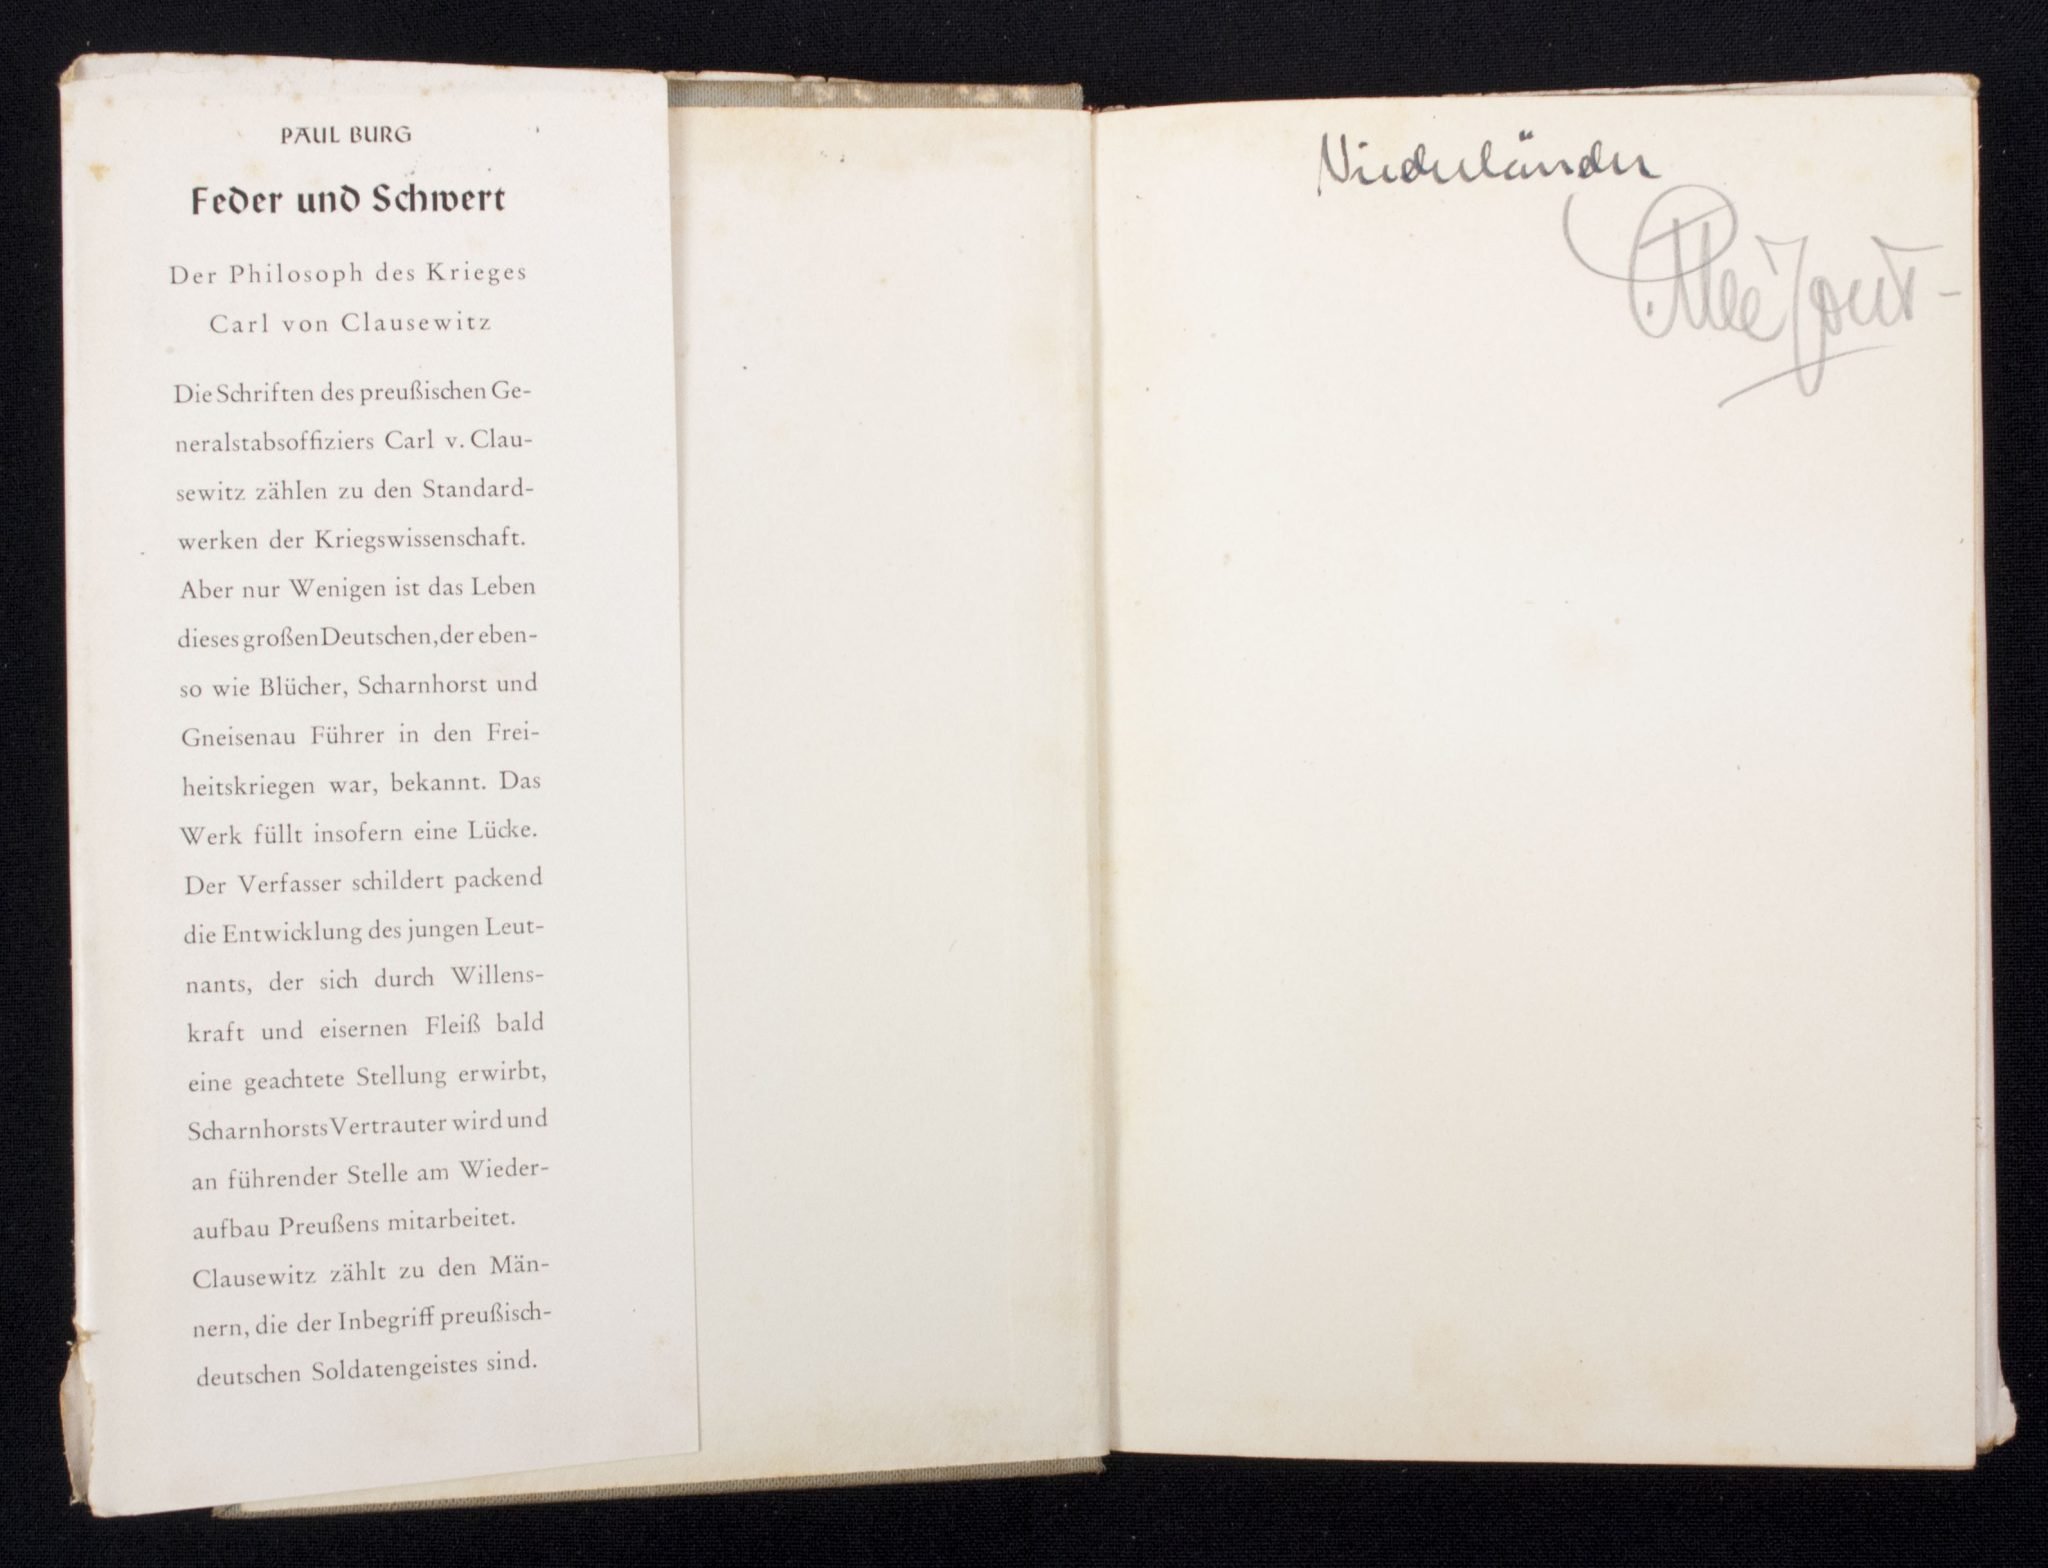 PAUL BURG
Feder und Schwert
Der Philosoph des Krieges
Carl von Clausewitz
Die Schriften des preußischen Ge-
neralstabsoffiziers Carl v. Clau-
sewitz zählen zu den Standard-
werken der Kriegswissenschaft.
Aber nur Wenigen ist das Leben
dieses großen Deutschen, der eben-
so wie Blücher, Scharnhorst und
Gneisenau Führer in den Frei-
heitskriegen war, bekannt. Das
Werk füllt insofern eine Lücke.
Der Verfasser schildert packend
die Entwicklung des jungen Leut-
nants, der sich durch Willens-
kraft und eisernen Fleiß bald
eine geachtete Stellung erwirbt,
Scharnhorsts Vertrauter wird und
an führender Stelle am Wieder-
aufbau Preußens mitarbeitet.
Clausewitz zählt zu den Män-
nern, die der Inbegriff preußisch-
deutschen Soldatengeistes sind.
Niederländer